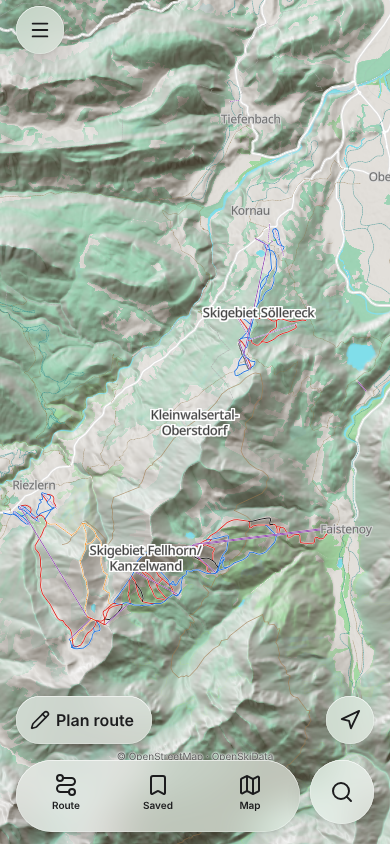 Tiefenbach
Obe
Kornau
Skigebiet Söllereck
Kleinwalsertal-
Oberstdorf
Riezlern
Faistenoy
Skigebiet Fellhorn/
Kanzelwand
Plan route
© OpenStreetMap · OpenSkiData
Route
Saved
Map